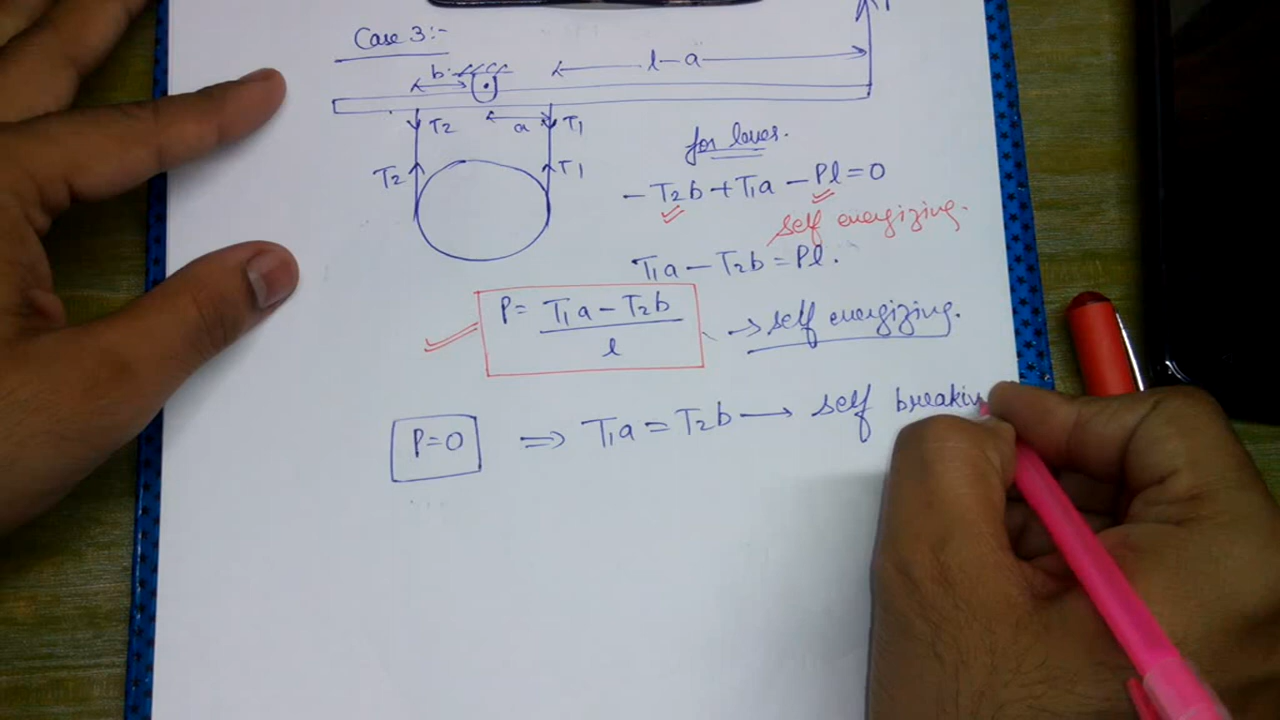 Case 3:-
b
l-a
a
T2 T1
T2 T1
for lever.
- T2b + T1a - Pl = 0
self energizing.
T1a - T2b = Pl.
P = T1a - T2b
l
→ self energizing.
P=0 ⇒ T1a = T2b → self breakin